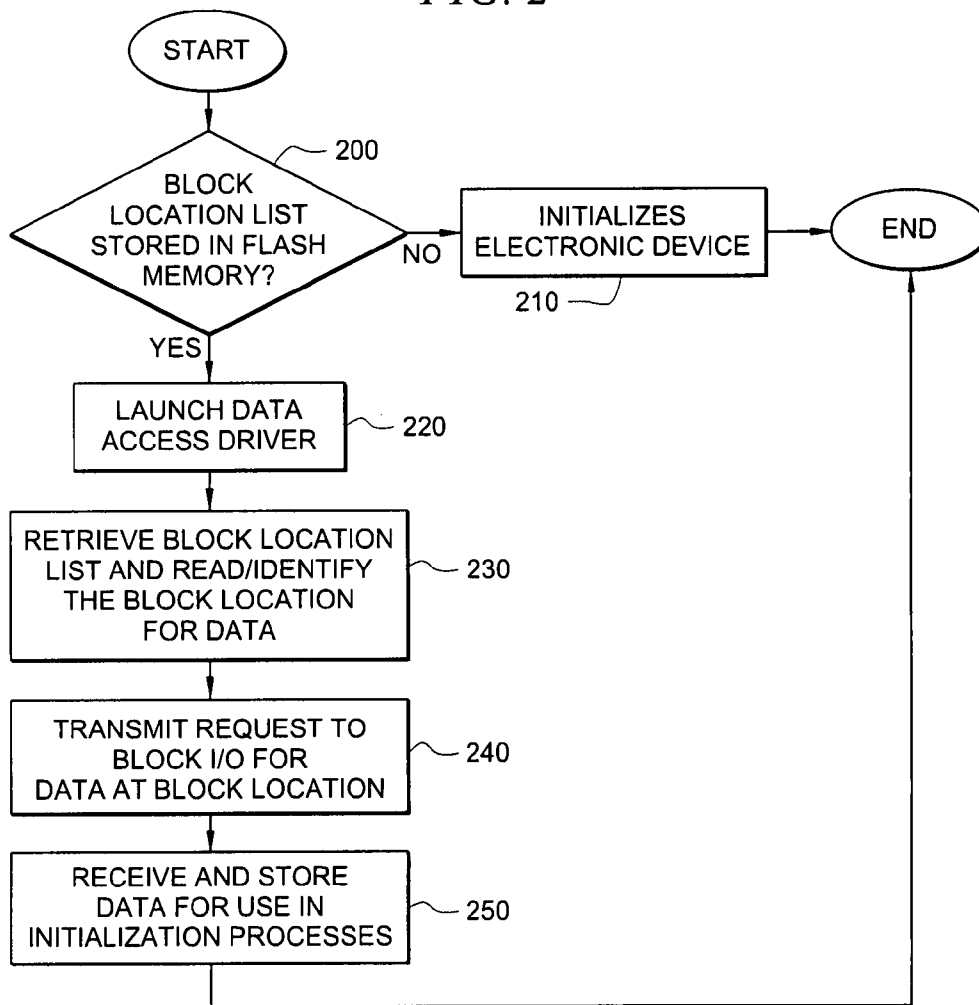 FIG. 2
START
200
BLOCK
LOCATION LIST
STORED IN FLASH
MEMORY?
NO
INITIALIZES
ELECTRONIC DEVICE
210
END
YES
LAUNCH DATA
ACCESS DRIVER
220
RETRIEVE BLOCK LOCATION
LIST AND READ/IDENTIFY
THE BLOCK LOCATION
FOR DATA
230
TRANSMIT REQUEST TO
BLOCK I/O FOR
DATA AT BLOCK LOCATION
240
RECEIVE AND STORE
DATA FOR USE IN
INITIALIZATION PROCESSES
250